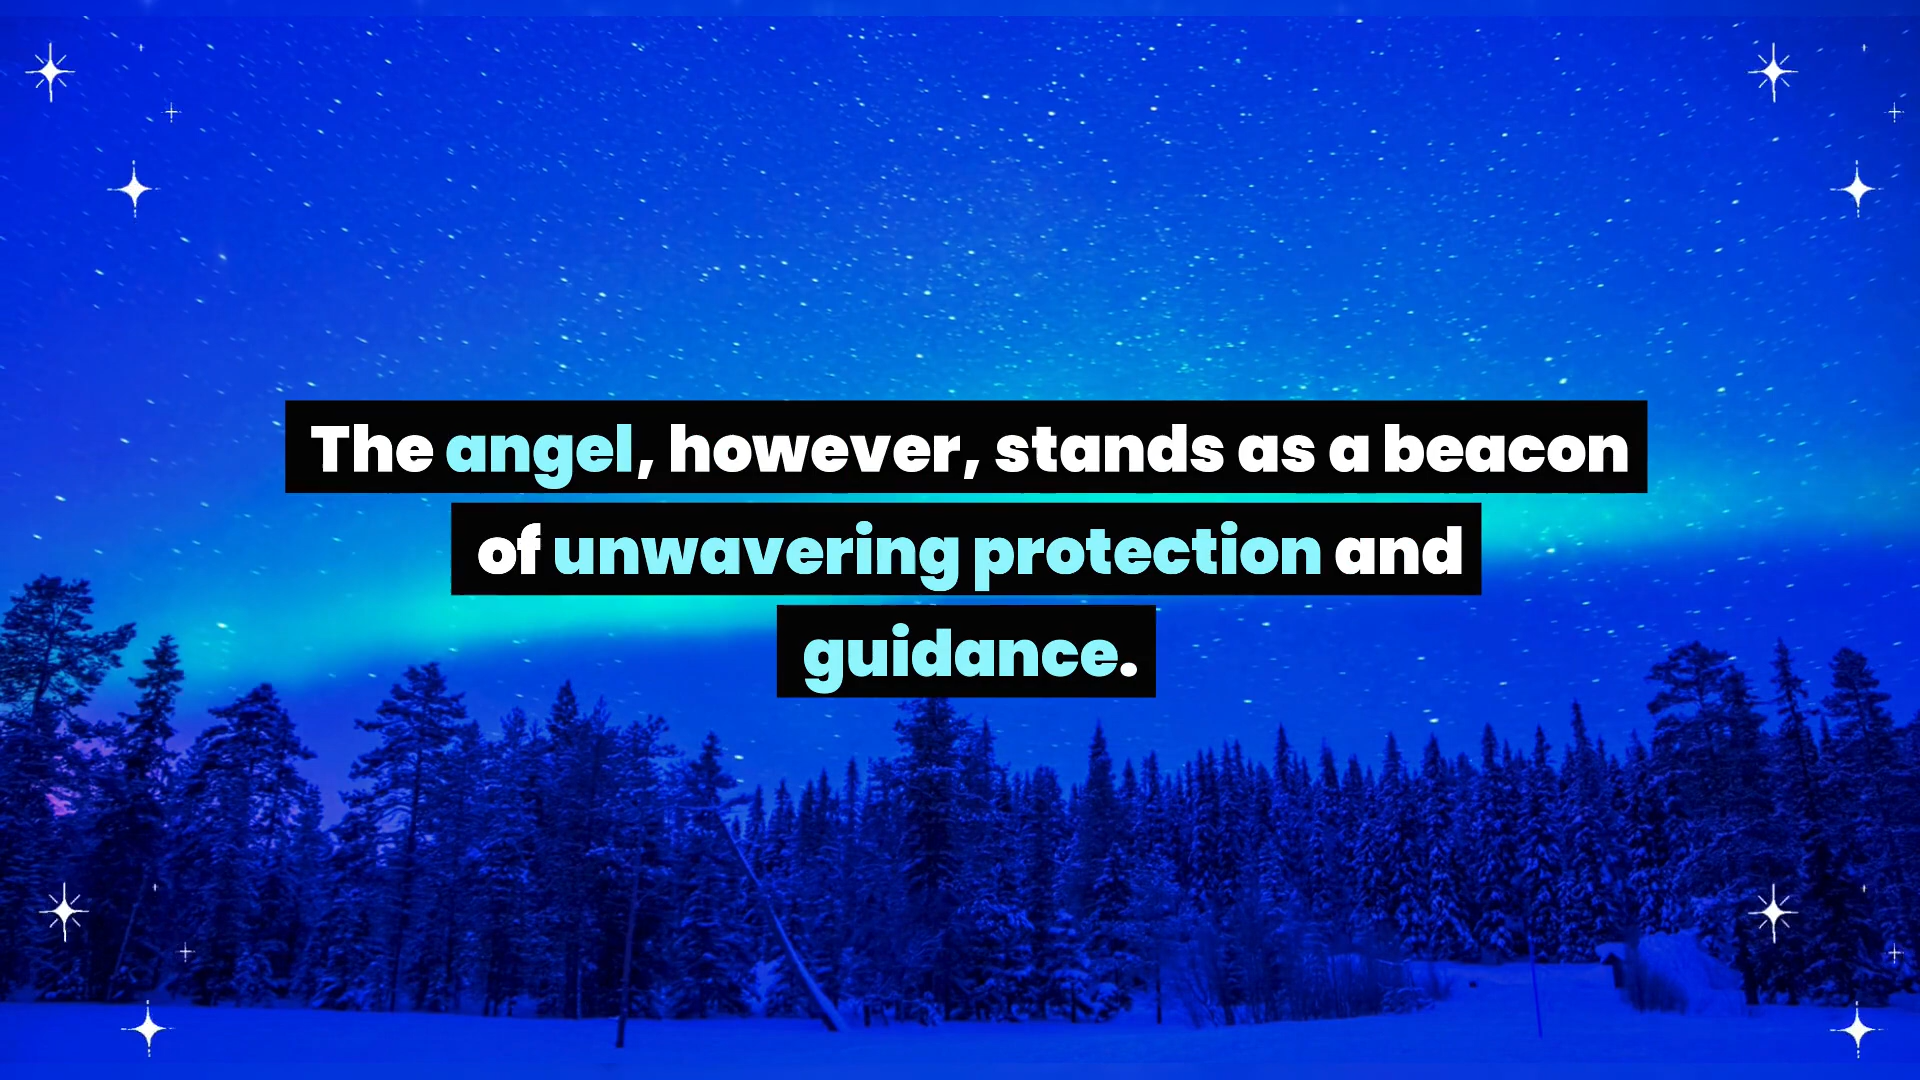 The angel, however, stands as a beacon
of unwavering protection and
guidance.